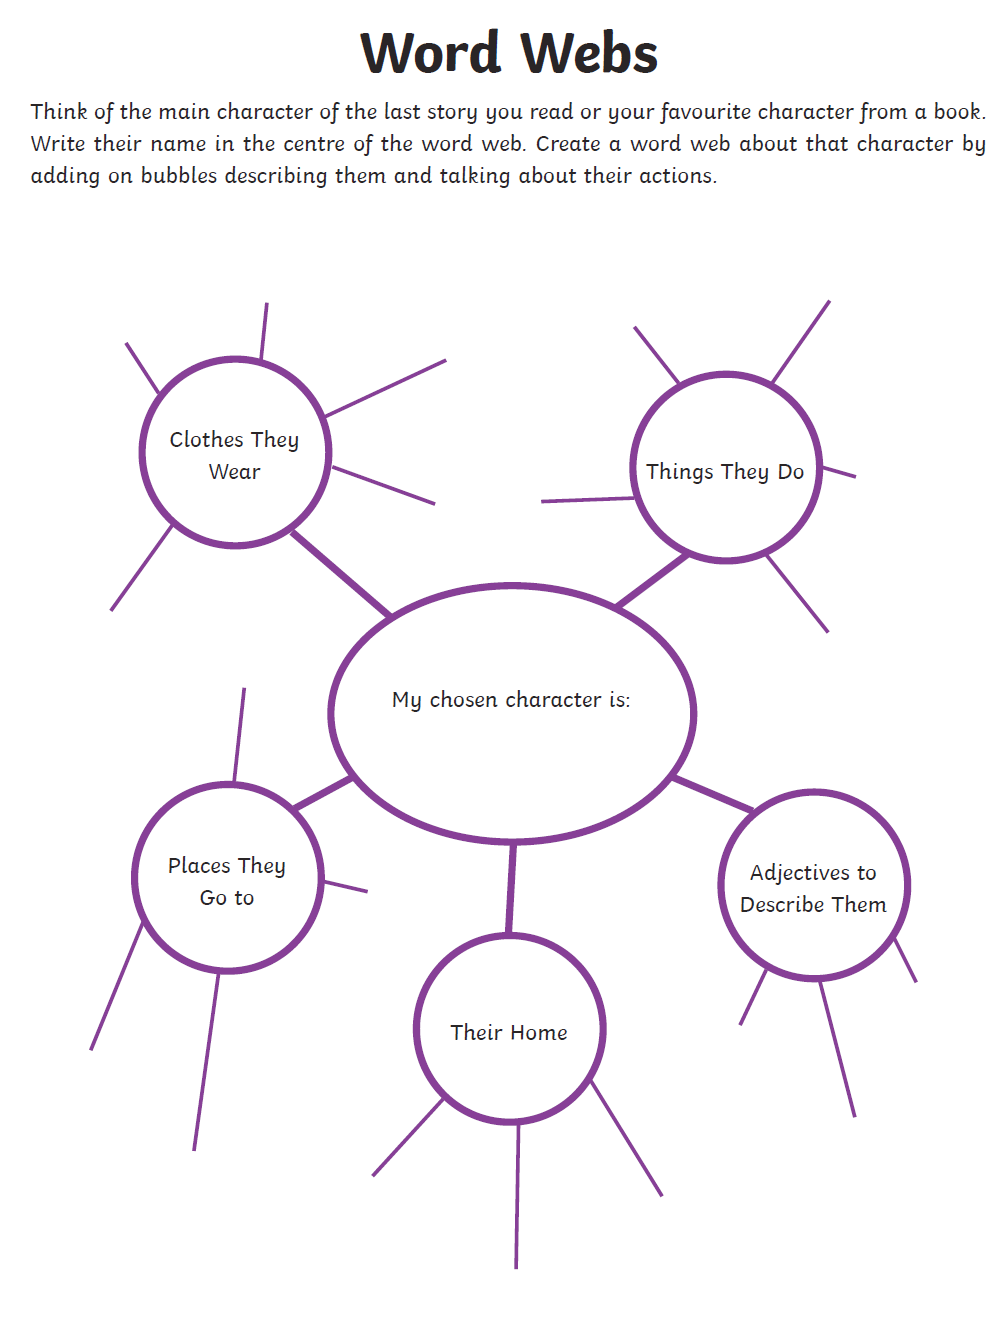 Word Webs
Think of the main character of the last story you read or your favourite character from a book.
Write their name in the centre of the word web. Create a word web about that character by
adding on bubbles describing them and talking about their actions.
Clothes They
Wear
Things They Do
My chosen character is:
Places They
Go to
Adjectives to
Describe Them
Their Home